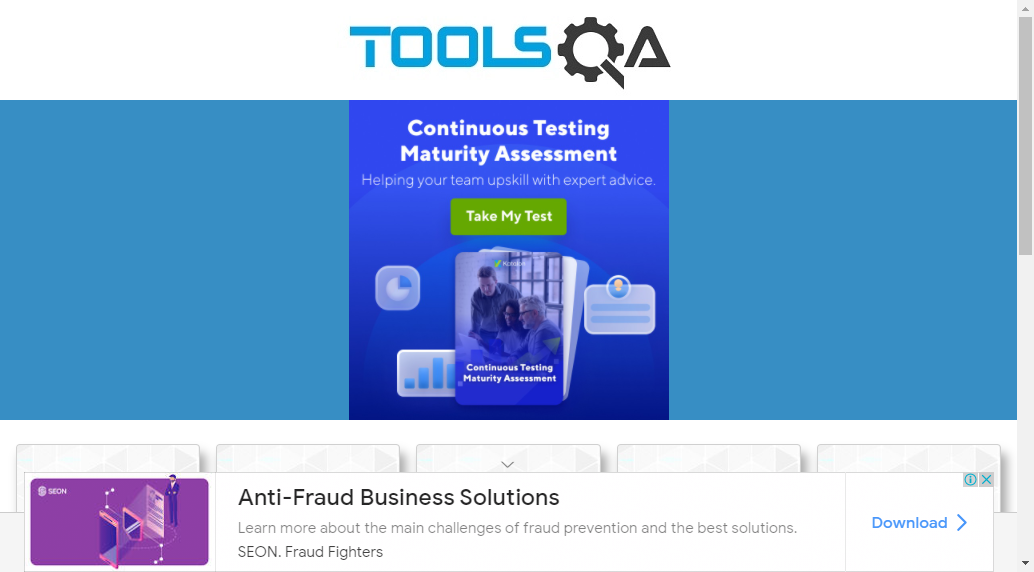 TOOLSQA
Continuous Testing
Maturity Assessment
Helping your team upskill with expert advice.
Take My Test
Continuous Testing
Maturity Assessment
SEON
Anti-Fraud Business Solutions
Learn more about the main challenges of fraud prevention and the best solutions.
SEON. Fraud Fighters
Download